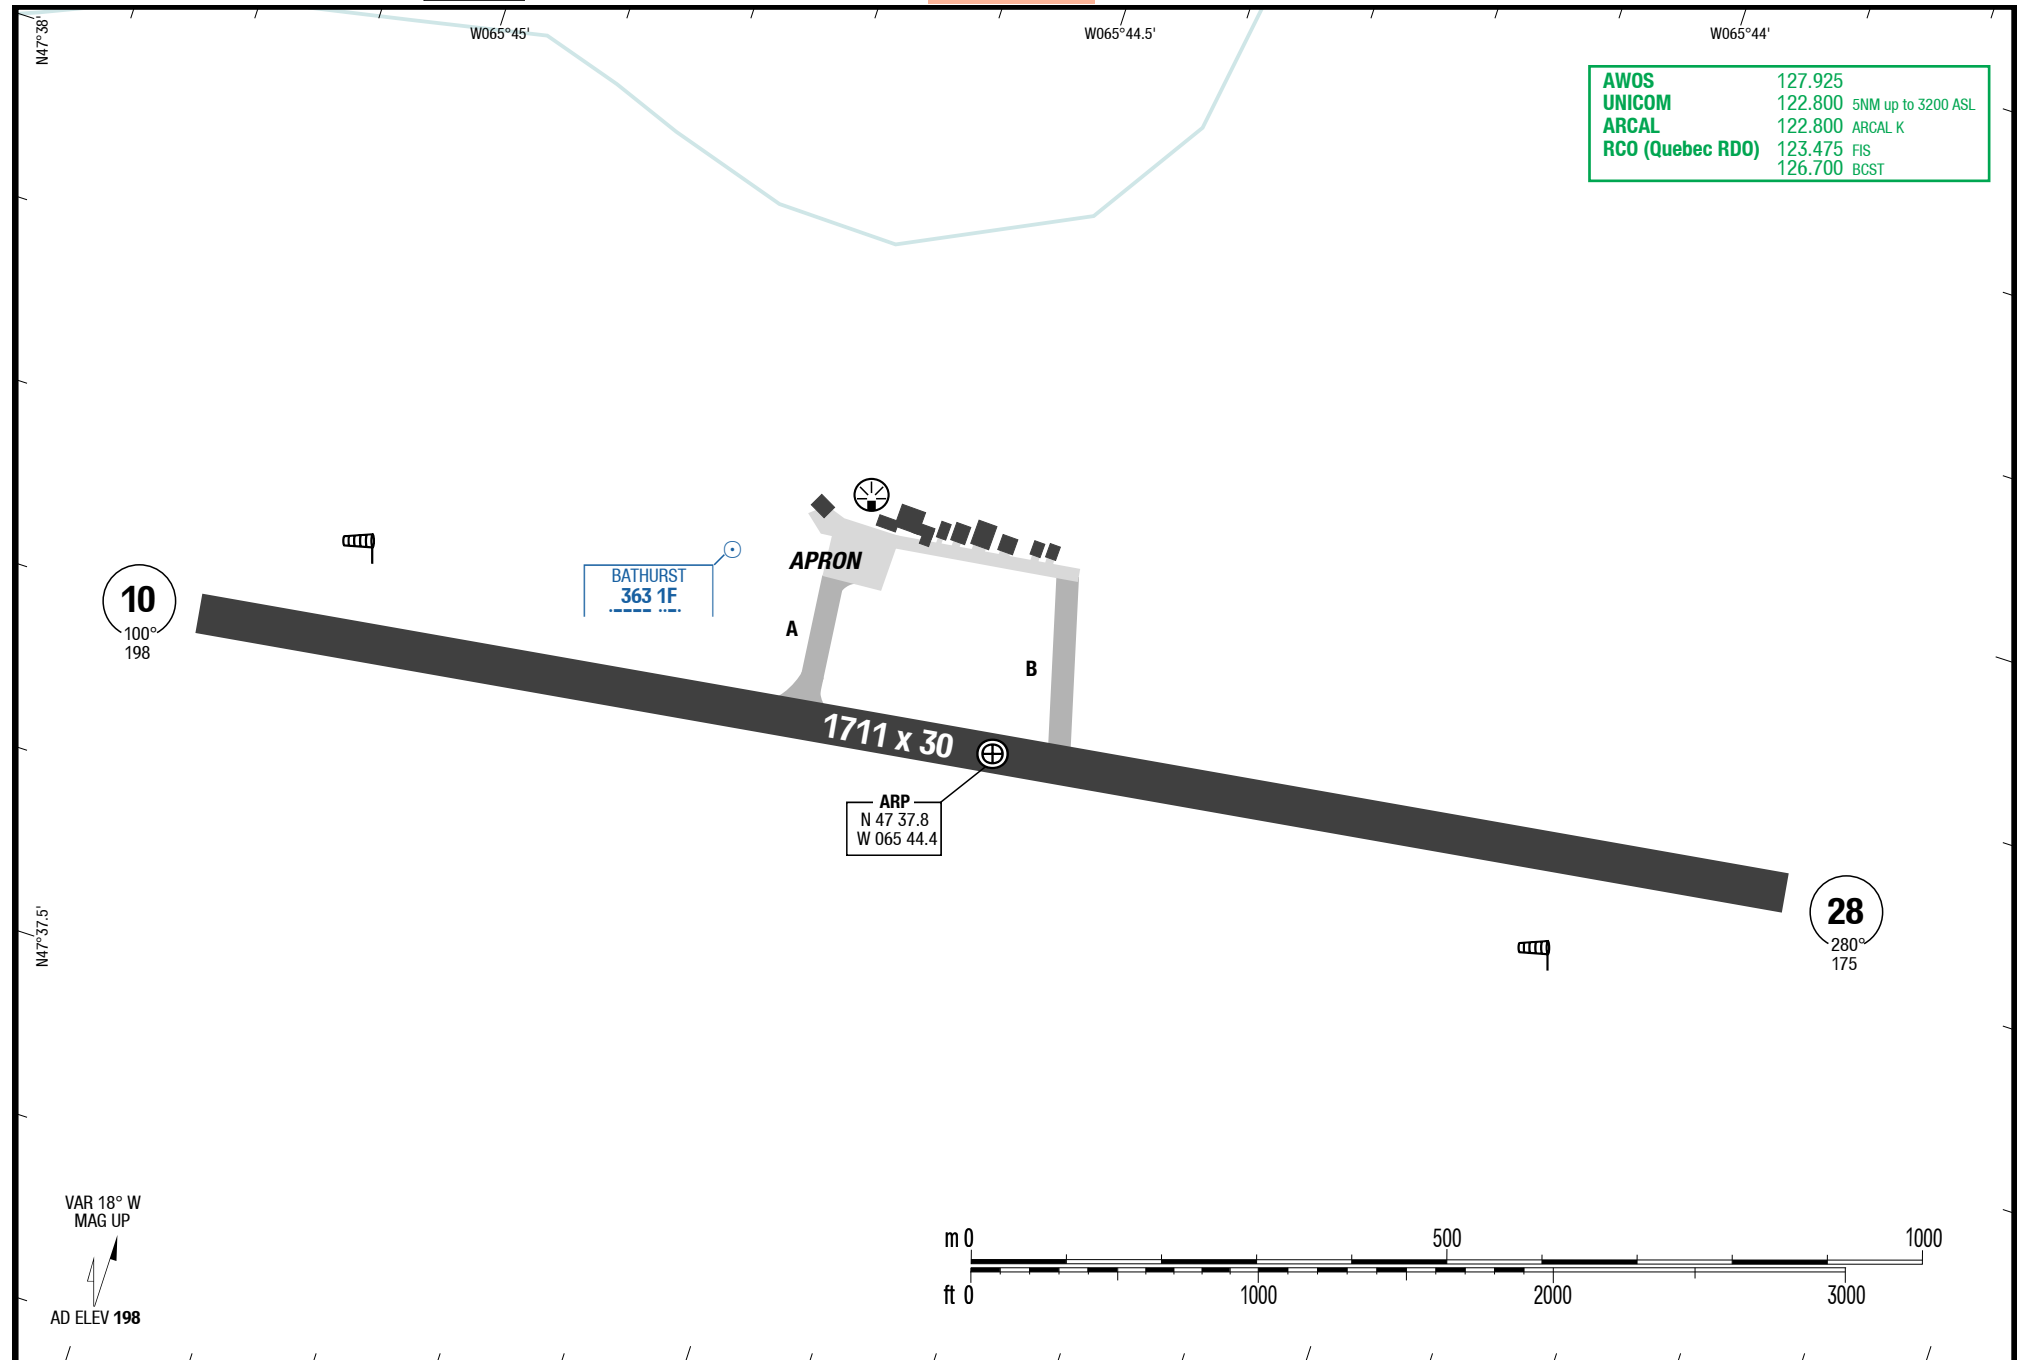 W065°45'
W065°44.5'
W065°44'
N47°38'
AWOS 127.925
UNICOM 122.800 5NM up to 3200 ASL
ARCAL 122.800 ARCAL K
RCO (Quebec RDO) 123.475 FIS
126.700 BCST
APRON
BATHURST
363 1F
10
100°
198
A
B
1711 x 30
ARP
N 47 37.8
W 065 44.4
28
280°
175
N47°37.5'
VAR 18° W
MAG UP
AD ELEV 198
m 0 500 1000
ft 0 1000 2000 3000